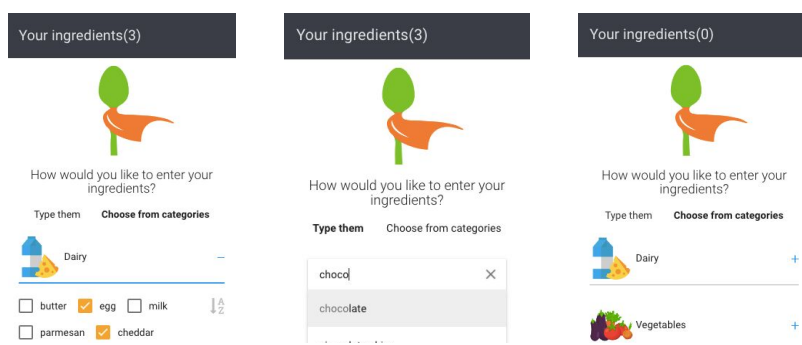 Your ingredients(3)
How would you like to enter your
ingredients?
Type them Choose from categories
Dairy
butter egg milk
A
Z
parmesan cheddar
Your ingredients(3)
How would you like to enter your
ingredients?
Type them Choose from categories
choco
chocolate
Your ingredients(0)
How would you like to enter your
ingredients?
Type them Choose from categories
Dairy
Vegetables